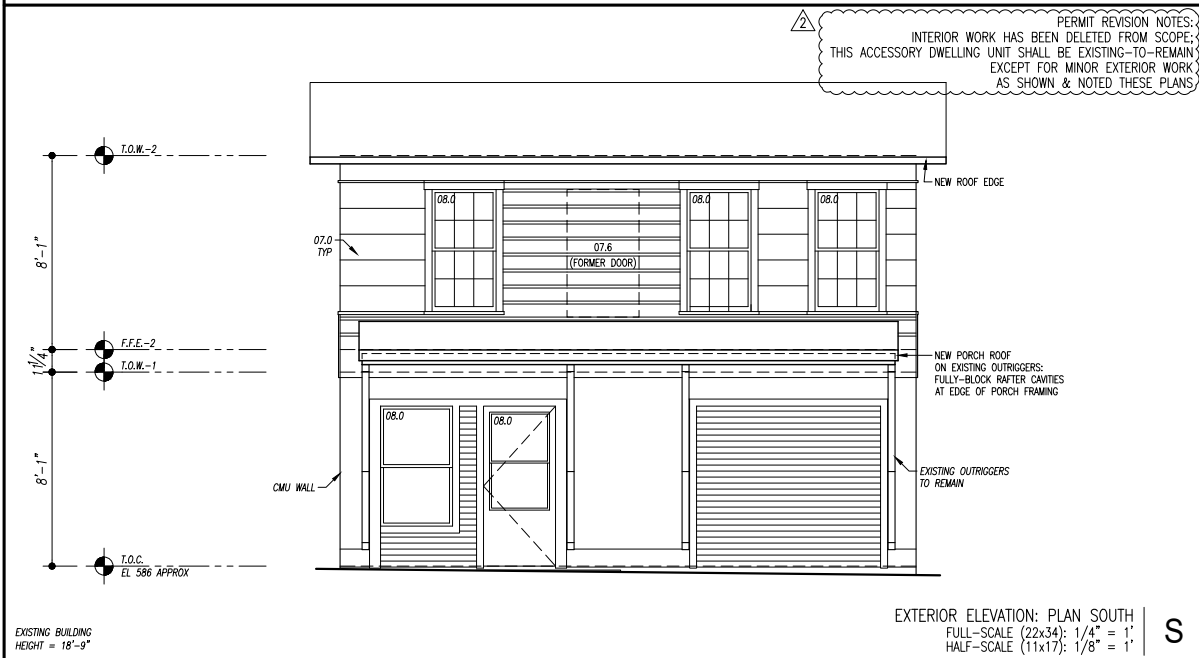 2
PERMIT REVISION NOTES:
INTERIOR WORK HAS BEEN DELETED FROM SCOPE;
THIS ACCESSORY DWELLING UNIT SHALL BE EXISTING-TO-REMAIN
EXCEPT FOR MINOR EXTERIOR WORK
AS SHOWN & NOTED THESE PLANS
T.O.W.-2
NEW ROOF EDGE
08.0
08.0
08.0
07.0
TYP
07.6
(FORMER DOOR)
8'-1"
F.F.E.-2
11 1/4"
T.O.W.-1
NEW PORCH ROOF
ON EXISTING OUTRIGGERS:
FULLY-BLOCK RAFTER CAVITIES
AT EDGE OF PORCH FRAMING
08.0
08.0
8'-1"
CMU WALL
EXISTING OUTRIGGERS
TO REMAIN
T.O.C.
EL 586 APPROX
EXISTING BUILDING
HEIGHT = 18'-9"
EXTERIOR ELEVATION: PLAN SOUTH
FULL-SCALE (22x34): 1/4" = 1'
HALF-SCALE (11x17): 1/8" = 1'
S